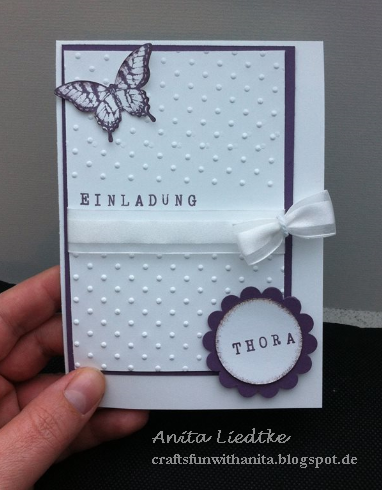 EINLADUNG
THORA
Anita Liedtke
craftsfunwithanita.blogspot.de